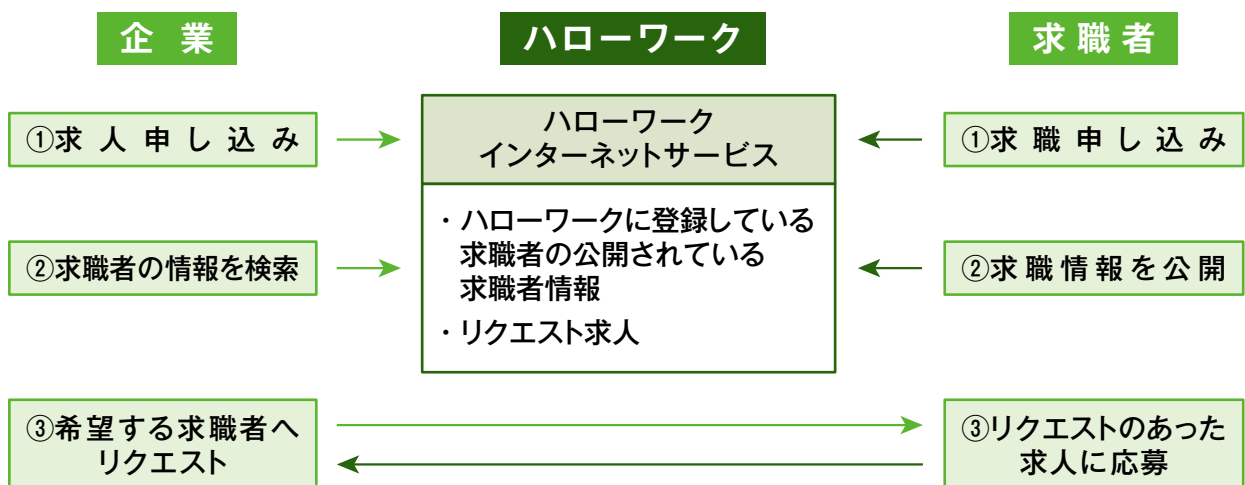 企業
ハローワーク
求職者
①求人申し込み
ハローワーク
インターネットサービス
①求職申し込み
②求職者の情報を検索
・ハローワークに登録している
求職者の公開されている
求職者情報
・リクエスト求人
②求職情報を公開
③希望する求職者へ
リクエスト
③リクエストのあった
求人に応募